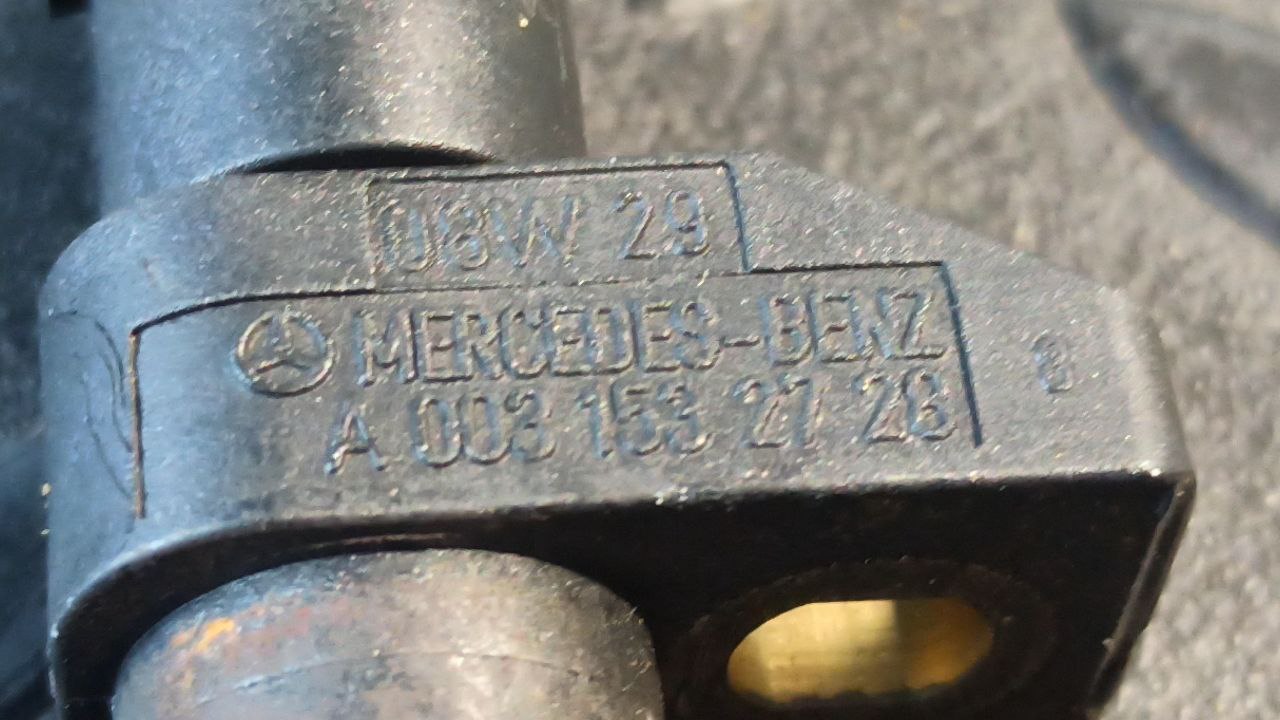 08W 29
MERCEDES-BENZ
A 003 153 27 28